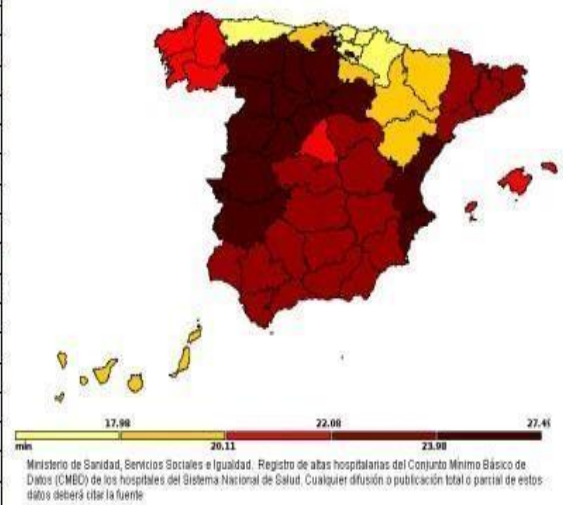 17.98 22.08 27.49
min 20.11 23.98
Ministerio de Sanidad, Servicios Sociales e Igualdad. Registro de altas hospitalarias del Conjunto Mínimo Básico de
Datos (CMBD) de los hospitales del Sistema Nacional de Salud. Cualquier difusión o publicación total o parcial de estos
datos deberá citar la fuente